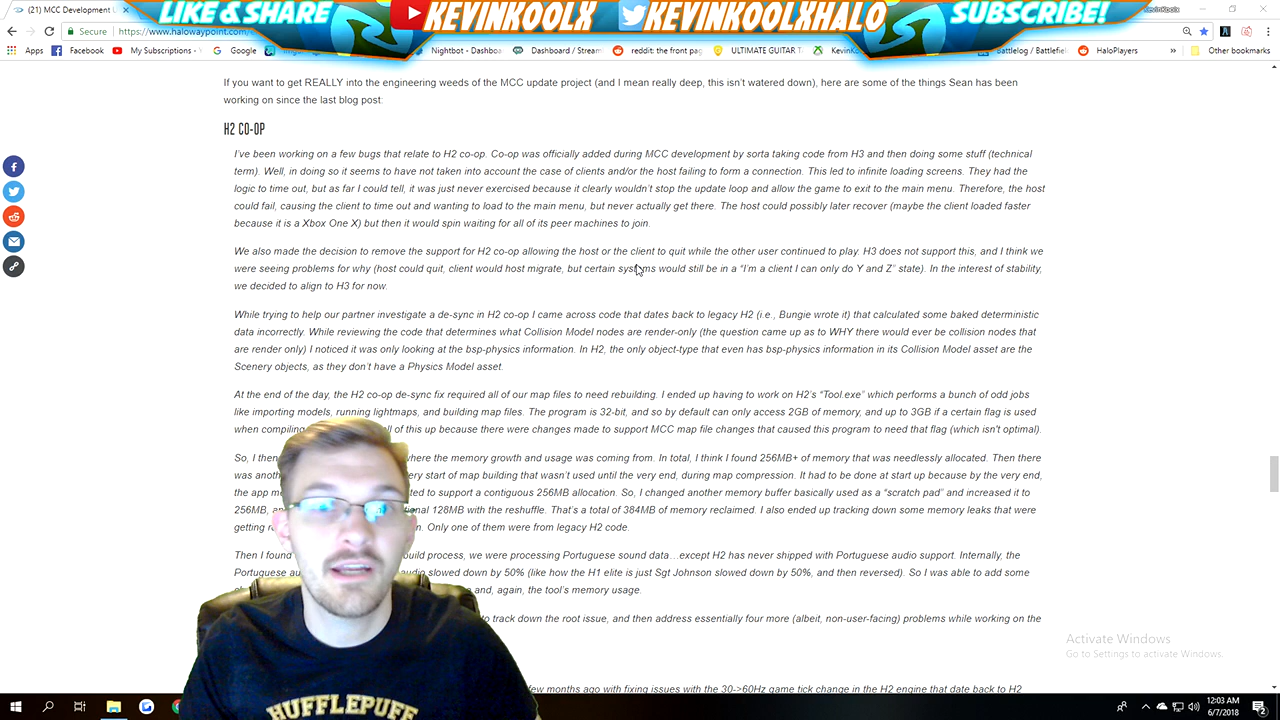 LIKE & SHARE
KEVINKOOLX
KEVINKOOLXHALO
SUBSCRIBE!
(21) MCC Development U
Secure
https://www.halowaypoint.com/
Apps
Facebook
My Subscriptions
Google
Nightbot - Dashboa
Dashboard / Stream
reddit: the front pag
ULTIMATE GUITAR T
Battlelog / Battlefiel
HaloPlayers
Other bookmarks
If you want to get REALLY into the engineering weeds of the MCC update project (and I mean really deep, this isn't watered down), here are some of the things Sean has been
working on since the last blog post:
H2 CO-OP
I've been working on a few bugs that relate to H2 co-op. Co-op was officially added during MCC development by sorta taking code from H3 and then doing some stuff (technical
term). Well, in doing so it seems to have not taken into account the case of clients and/or the host failing to form a connection. This led to infinite loading screens. They had the
logic to time out, but as far I could tell, it was just never exercised because it clearly wouldn't stop the update loop and allow the game to exit to the main menu. Therefore, the host
could fail, causing the client to time out and wanting to load to the main menu, but never actually get there. The host could possibly later recover (maybe the client loaded faster
because it is a Xbox One X) but then it would spin waiting for all of its peer machines to join.
We also made the decision to remove the support for H2 co-op allowing the host or the client to quit while the other user continued to play. H3 does not support this, and I think we
were seeing problems for why (host could quit, client would host migrate, but certain systems would still be in a "I'm a client I can only do Y and Z" state). In the interest of stability,
we decided to align to H3 for now.
While trying to help our partner investigate a de-sync in H2 co-op I came across code that dates back to legacy H2 (i.e., Bungie wrote it) that calculated some baked deterministic
data incorrectly. While reviewing the code that determines what Collision Model nodes are render-only (the question came up as to WHY there would ever be collision nodes that
are render only) I noticed it was only looking at the bsp-physics information. In H2, the only object-type that even has bsp-physics information in its Collision Model asset are the
Scenery objects, as they don't have a Physics Model asset.
At the end of the day, the H2 co-op de-sync fix required all of our map files to need rebuilding. I ended up having to work on H2's "Tool.exe" which performs a bunch of odd jobs
like importing models, running lightmaps, and building map files. The program is 32-bit, and so by default can only access 2GB of memory, and up to 3GB if a certain flag is used
when compiling all of this up because there were changes made to support MCC map file changes that caused this program to need that flag (which isn't optimal).
So, I then where the memory growth and usage was coming from. In total, I think I found 256MB+ of memory that was needlessly allocated. Then there
was anoth ery start of map building that wasn't used until the very end, during map compression. It had to be done at start up because by the very end,
the app me ted to support a contiguous 256MB allocation. So, I changed another memory buffer basically used as a "scratch pad" and increased it to
256MB, an ional 128MB with the reshuffle. That's a total of 384MB of memory reclaimed. I also ended up tracking down some memory leaks that were
getting n. Only one of them were from legacy H2 code.
Then I found build process, we were processing Portuguese sound data…except H2 has never shipped with Portuguese audio support. Internally, the
Portuguese au audio slowed down by 50% (like how the H1 elite is just Sgt Johnson slowed down by 50%, and then reversed). So I was able to add some
e and, again, the tool's memory usage.
to track down the root issue, and then address essentially four more (albeit, non-user-facing) problems while working on the
few months ago with fixing issues with the 30->60Hz game tick change in the H2 engine that date back to H2
Activate Windows
Go to Settings to activate Windows.
HUFFLEPUFF
12:03 AM
6/7/2018